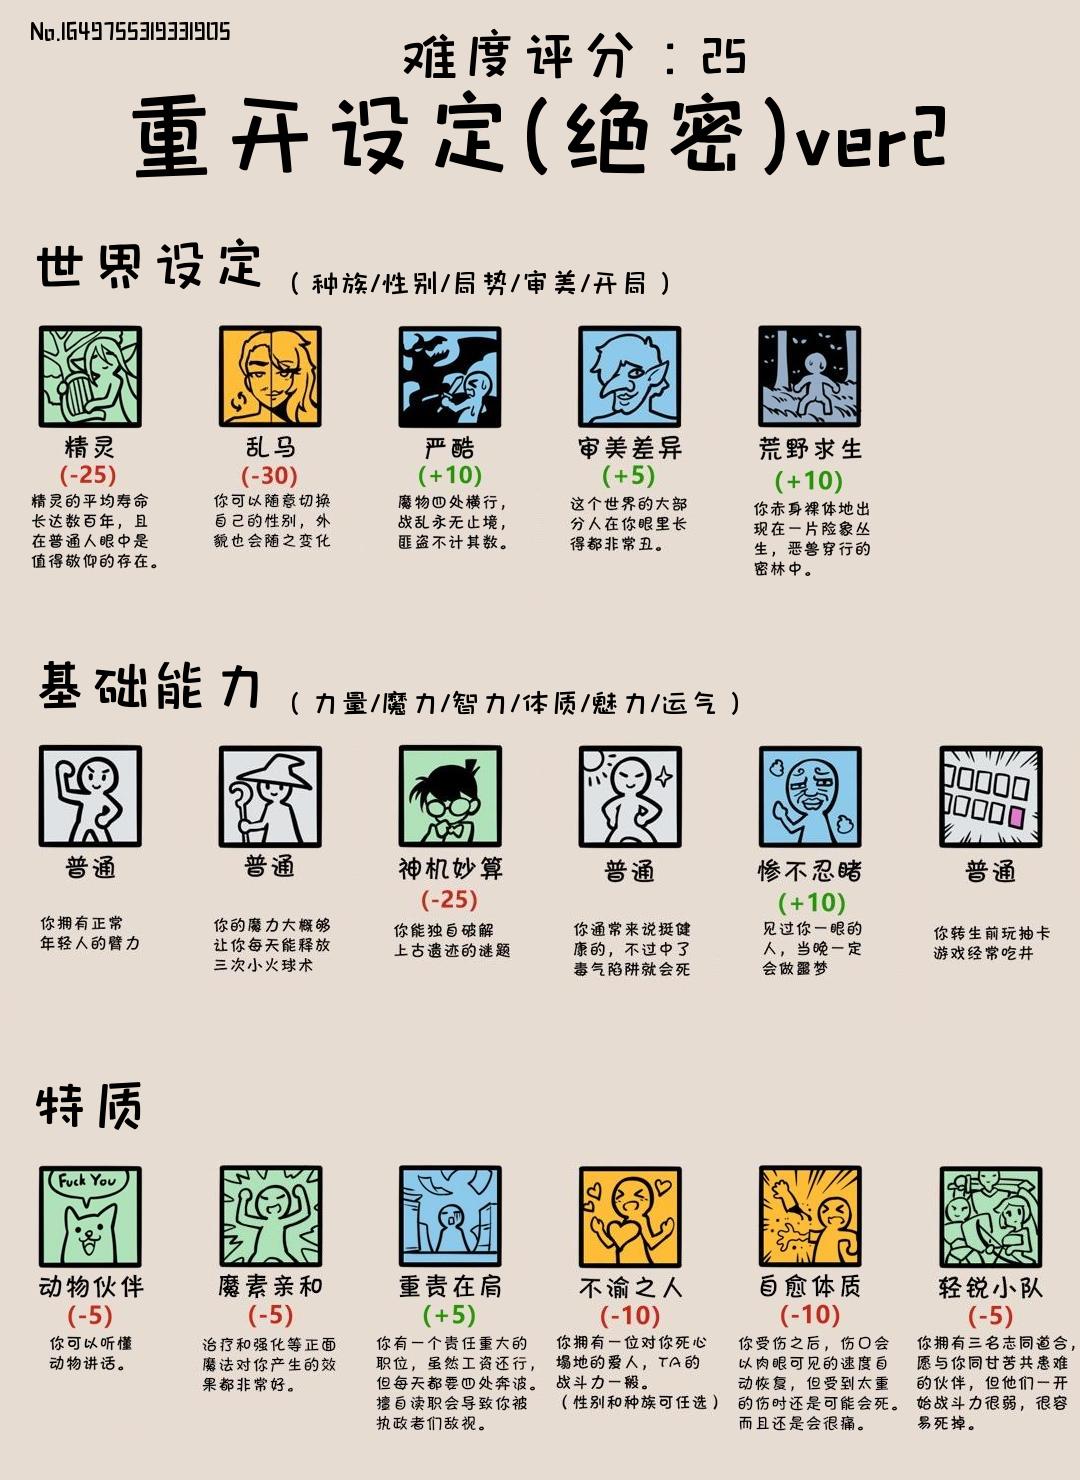 No.1649755319331905
难度评分：25
重开设定(绝密)ver2
世界设定（种族/性别/局势/审美/开局）
精灵
(-25)
精灵的平均寿命
长达数百年，且
在普通人眼中是
值得敬仰的存在。
乱马
(-30)
你可以随意切换
自己的性别，外
貌也会随之变化
严酷
(+10)
魔物四处横行，
战乱永无止境，
匪盗不计其数。
审美差异
(+5)
这个世界的大部
分人在你眼里长
得都非常丑。
荒野求生
(+10)
你赤身裸体地出
现在一片险象丛
生，恶兽穿行的
密林中。
基础能力（力量/魔力/智力/体质/魅力/运气）
普通
你拥有正常
年轻人的臂力
普通
你的魔力大概够
让你每天能释放
三次小火球术
神机妙算
(-25)
你能独自破解
上古遗迹的谜题
普通
你通常来说挺健
康的，不过中了
毒气陷阱就会死
惨不忍睹
(+10)
见过你一眼的
人，当晚一定
会做噩梦
普通
你转生前玩抽卡
游戏经常吃井
特质
Fuck You
动物伙伴
(-5)
你可以听懂
动物讲话。
魔素亲和
(-5)
治疗和强化等正面
魔法对你产生的效
果都非常好。
重责在肩
(+5)
你有一个责任重大的
职位，虽然工资还行，
但每天都要四处奔波。
擅自渎职会导致你被
执政者们敌视。
不渝之人
(-10)
你拥有一位对你死心
塌地的爱人，TA的
战斗力一般。
（性别和种族可任选）
自愈体质
(-10)
你受伤之后，伤口会
以肉眼可见的速度自
动恢复，但受到太重
的伤时还是可能会死。
而且还是会很痛。
轻锐小队
(-5)
你拥有三名志同道合，
愿与你同甘苦共患难
的伙伴，但他们一开
始战斗力很弱，很容
易死掉。